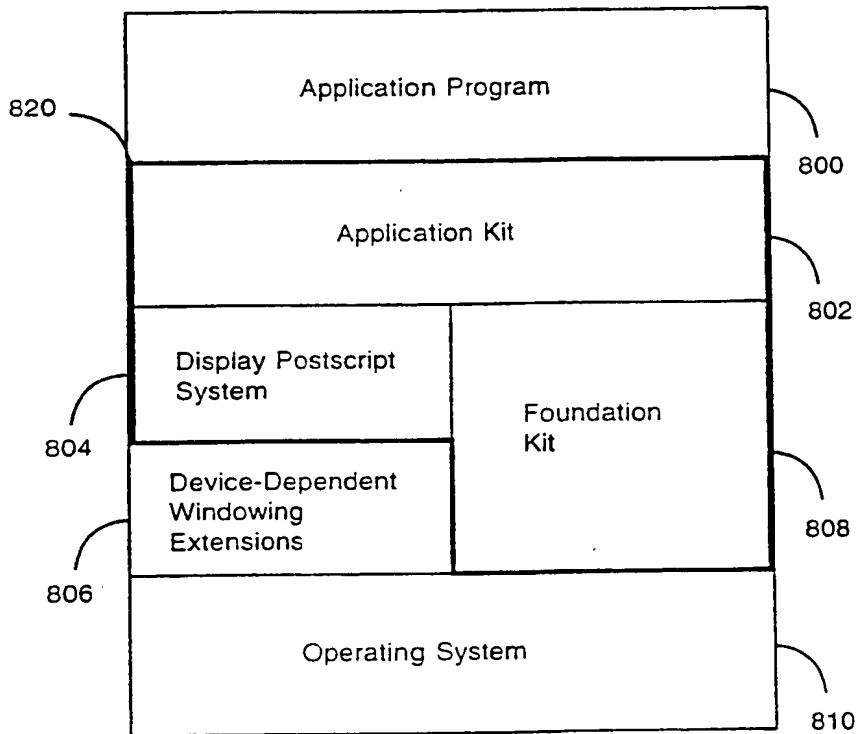 Application Program
820
800
Application Kit
802
Display Postscript
System
Foundation
Kit
804
Device-Dependent
Windowing
Extensions
808
806
Operating System
810